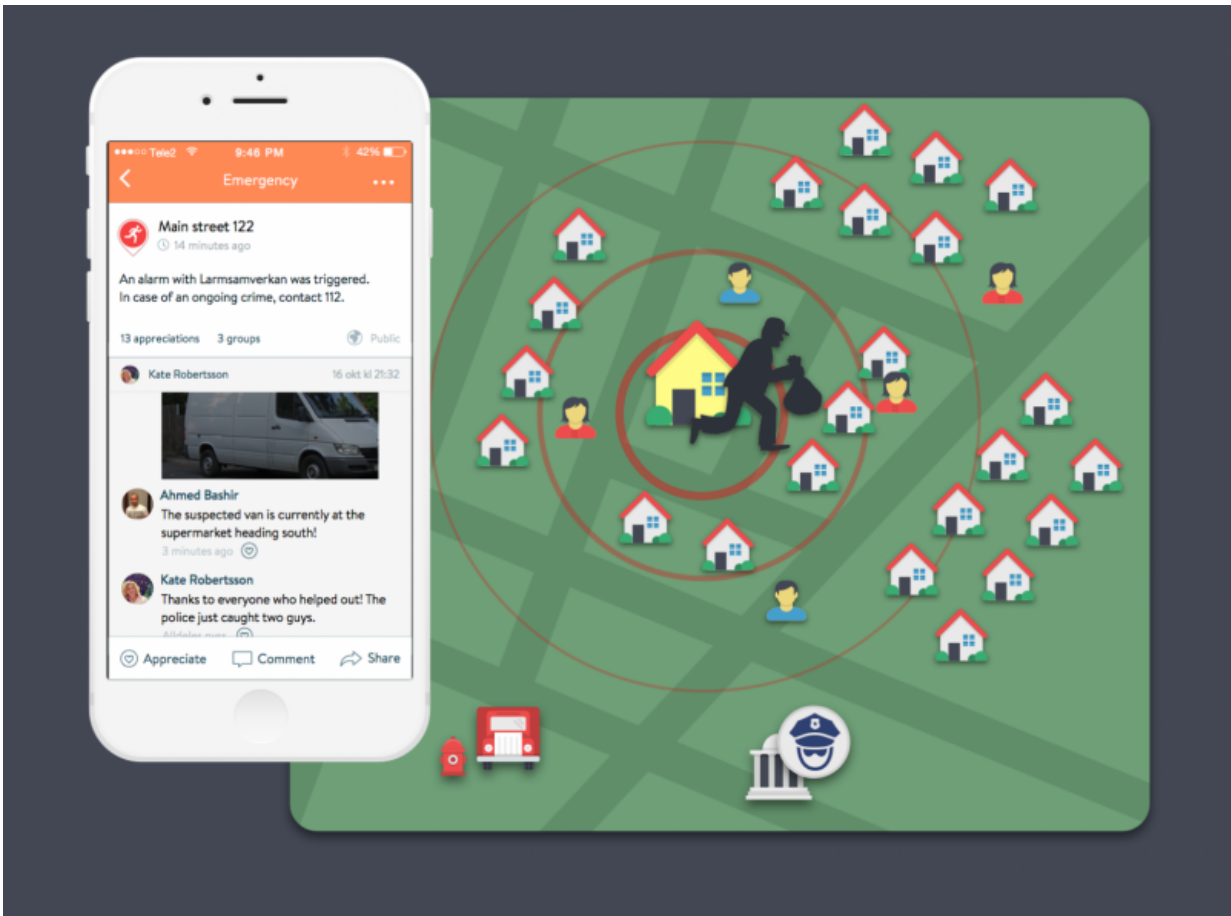 Tele2 9:46 PM 42%
Emergency
Main street 122
14 minutes ago
An alarm with Larmsamverkan was triggered.
In case of an ongoing crime, contact 112.
13 appreciations 3 groups Public
Kate Robertsson 16 okt kl 21:32
Ahmed Bashir
The suspected van is currently at the
supermarket heading south!
3 minutes ago
Kate Robertsson
Thanks to everyone who helped out! The
police just caught two guys.
Appreciate Comment Share